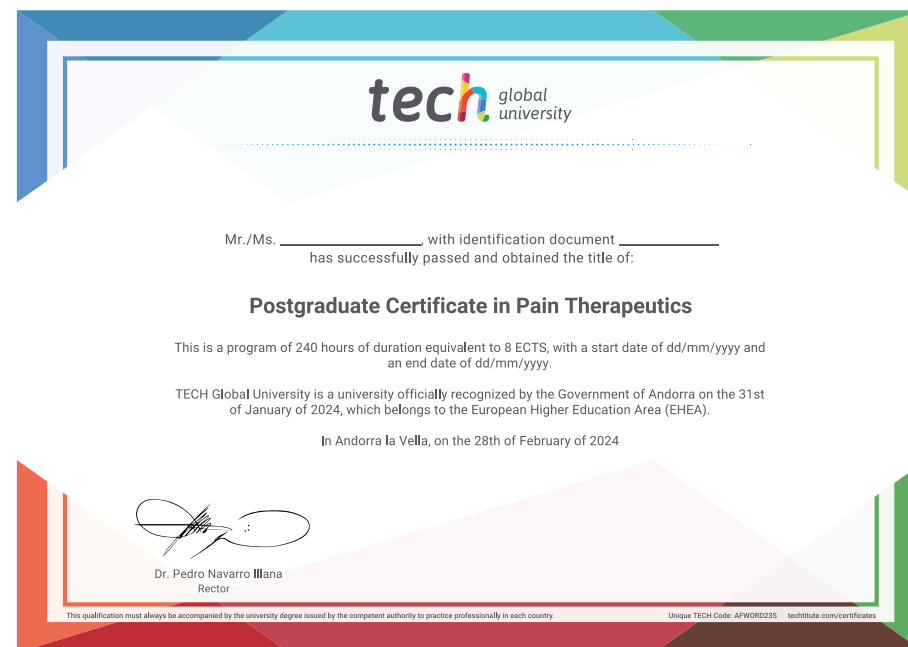 tech global university
Mr./Ms. ____________, with identification document ____________
has successfully passed and obtained the title of:
Postgraduate Certificate in Pain Therapeutics
This is a program of 240 hours of duration equivalent to 8 ECTS, with a start date of dd/mm/yyyy and
an end date of dd/mm/yyyy.
TECH Global University is a university officially recognized by the Government of Andorra on the 31st
of January of 2024, which belongs to the European Higher Education Area (EHEA).
In Andorra la Vella, on the 28th of February of 2024
Dr. Pedro Navarro Illana
Rector
This qualification must always be accompanied by the university degree issued by the competent authority to practice professionally in each country.
Unique TECH Code: AFWORD23S techtitute.com/certificates